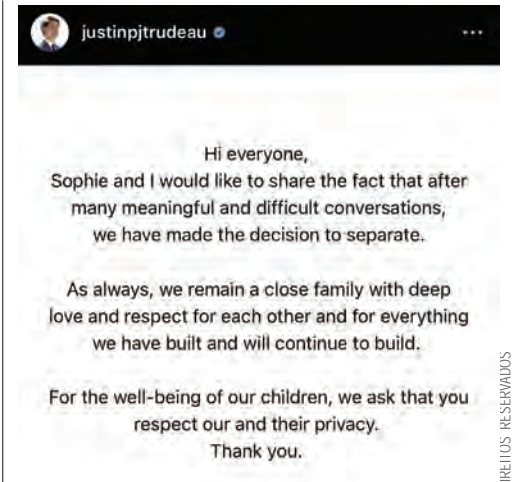 justinpjtrudeau
Hi everyone,
Sophie and I would like to share the fact that after
many meaningful and difficult conversations,
we have made the decision to separate.
As always, we remain a close family with deep
love and respect for each other and for everything
we have built and will continue to build.
For the well-being of our children, we ask that you
respect our and their privacy.
Thank you.
RESERVADOS